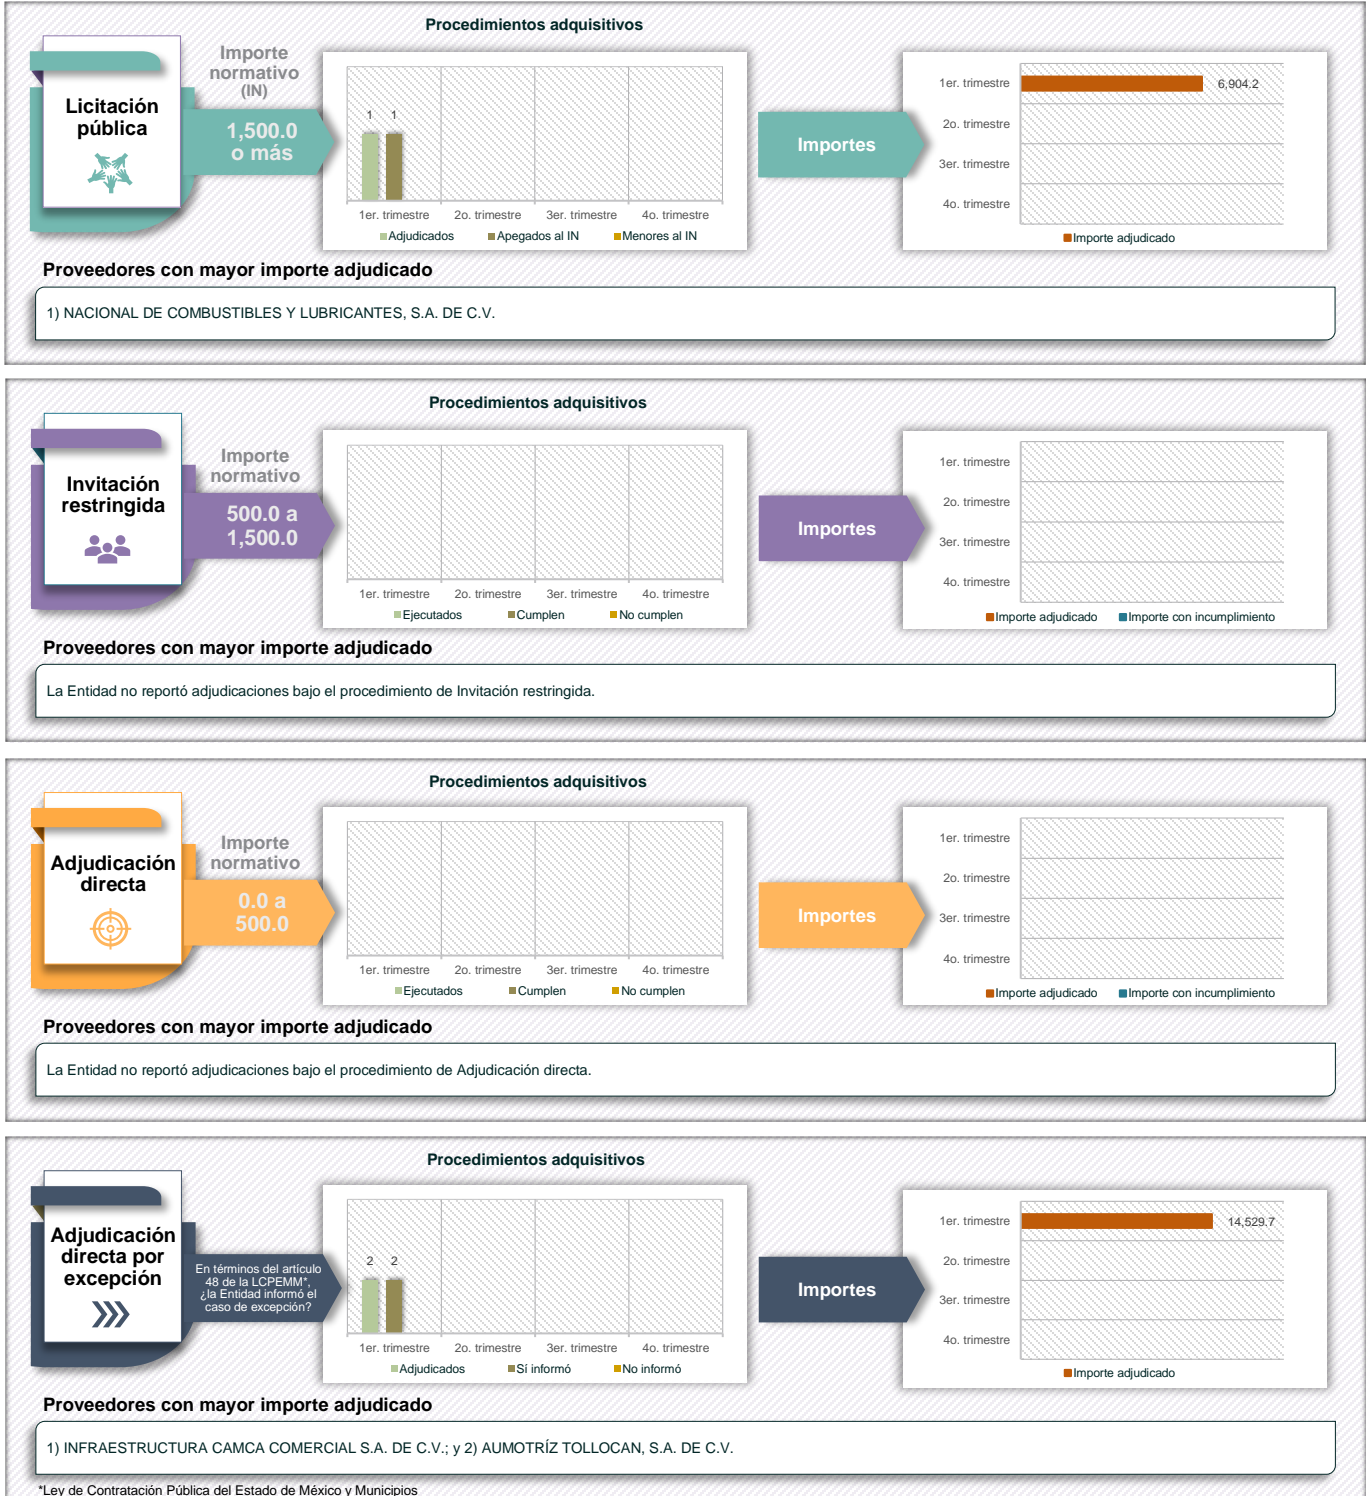 Procedimientos adquisitivos
Licitación
pública
Importe
normativo
(IN)
1,500.0
o más
1 1
1er. trimestre 2o. trimestre 3er. trimestre 4o. trimestre
Adjudicados Apegados al IN Menores al IN
Importes
1er. trimestre 6,904.2
2o. trimestre
3er. trimestre
4o. trimestre
Importe adjudicado
Proveedores con mayor importe adjudicado
1) NACIONAL DE COMBUSTIBLES Y LUBRICANTES, S.A. DE C.V.
Procedimientos adquisitivos
Invitación
restringida
Importe
normativo
500.0 a
1,500.0
1er. trimestre 2o. trimestre 3er. trimestre 4o. trimestre
Ejecutados Cumplen No cumplen
Importes
1er. trimestre
2o. trimestre
3er. trimestre
4o. trimestre
Importe adjudicado Importe con incumplimiento
Proveedores con mayor importe adjudicado
La Entidad no reportó adjudicaciones bajo el procedimiento de Invitación restringida.
Procedimientos adquisitivos
Adjudicación
directa
Importe
normativo
0.0 a
500.0
1er. trimestre 2o. trimestre 3er. trimestre 4o. trimestre
Ejecutados Cumplen No cumplen
Importes
1er. trimestre
2o. trimestre
3er. trimestre
4o. trimestre
Importe adjudicado Importe con incumplimiento
Proveedores con mayor importe adjudicado
La Entidad no reportó adjudicaciones bajo el procedimiento de Adjudicación directa.
Procedimientos adquisitivos
Adjudicación
directa por
excepción
En términos del artículo
48 de la LCPEMM*,
¿la Entidad informó el
caso de excepción?
2 2
1er. trimestre 2o. trimestre 3er. trimestre 4o. trimestre
Adjudicados Sí informó No informó
Importes
1er. trimestre 14,529.7
2o. trimestre
3er. trimestre
4o. trimestre
Importe adjudicado
Proveedores con mayor importe adjudicado
1) INFRAESTRUCTURA CAMCA COMERCIAL S.A. DE C.V.; y 2) AUMOTRÍZ TOLLOCAN, S.A. DE C.V.
*Ley de Contratación Pública del Estado de México y Municipios